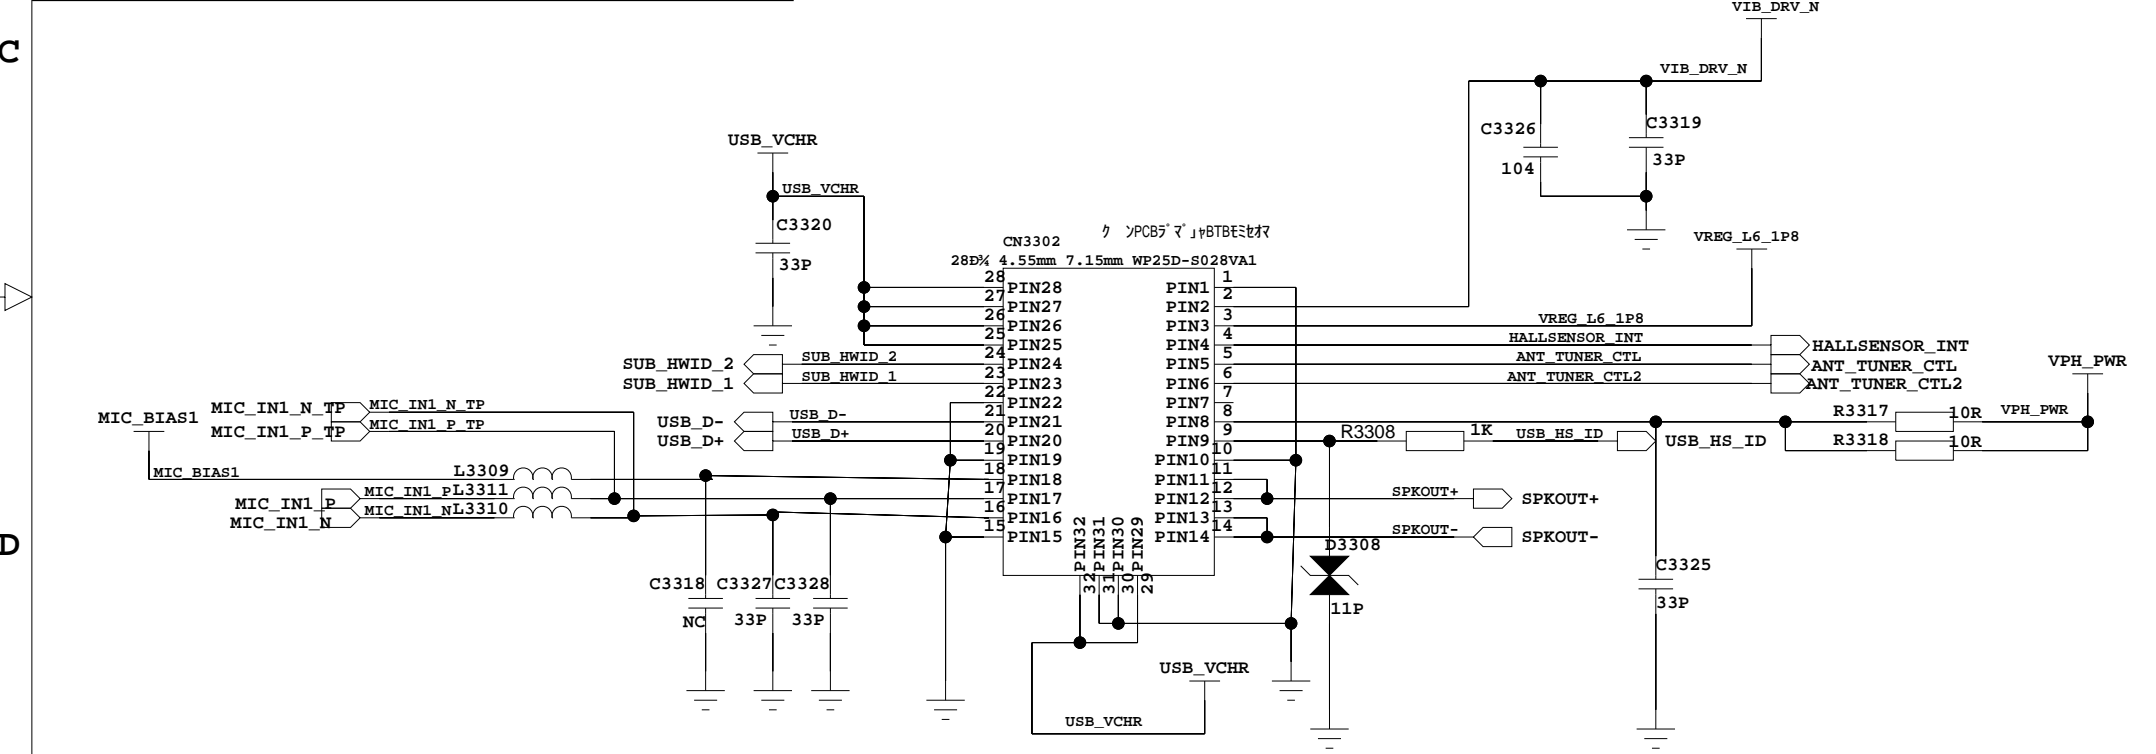 VIB_DRV_N
C
VIB_DRV_N
C3326
C3319
104
33P
USB_VCHR
USB_VCHR
C3320
33P
VREG_L6_1P8
CN3302
4.55mm 7.15mm WP25D-S028VA1
28 PIN28 PIN1 1
27 PIN27 PIN2 2
26 PIN26 PIN3 3 VREG_L6_1P8
25 PIN25 PIN4 4 HALLSENSOR_INT HALLSENSOR_INT
SUB_HWID_2 SUB_HWID_2 24 PIN24 PIN5 5 ANT_TUNER_CTL ANT_TUNER_CTL
SUB_HWID_1 SUB_HWID_1 23 PIN23 PIN6 6 ANT_TUNER_CTL2 ANT_TUNER_CTL2
VPH_PWR
MIC_IN1_N_TP MIC_IN1_N_TP 22 PIN22 PIN7 7
MIC_BIAS1
USB_D- USB_D- 21 PIN21 PIN8 8 R3317 10R VPH_PWR
MIC_IN1_P_TP MIC_IN1_P_TP
USB_D+ USB_D+ 20 PIN20 PIN9 9 R3308 1K USB_HS_ID USB_HS_ID R3318 10R
19 PIN19 PIN10 10
MIC_BIAS1 L3309 18 PIN18 PIN11 11
MIC_IN1_P MIC_IN1_P L3311 17 PIN17 PIN12 12 SPKOUT+ SPKOUT+
MIC_IN1_N MIC_IN1_N L3310 16 PIN16 PIN13 13
15 PIN15 PIN14 14 SPKOUT- SPKOUT-
D
PIN32 PIN31 PIN30 PIN29
32 31 30 29
D3308
11P
C3318 C3327 C3328
NC 33P 33P
C3325
33P
USB_VCHR
USB_VCHR